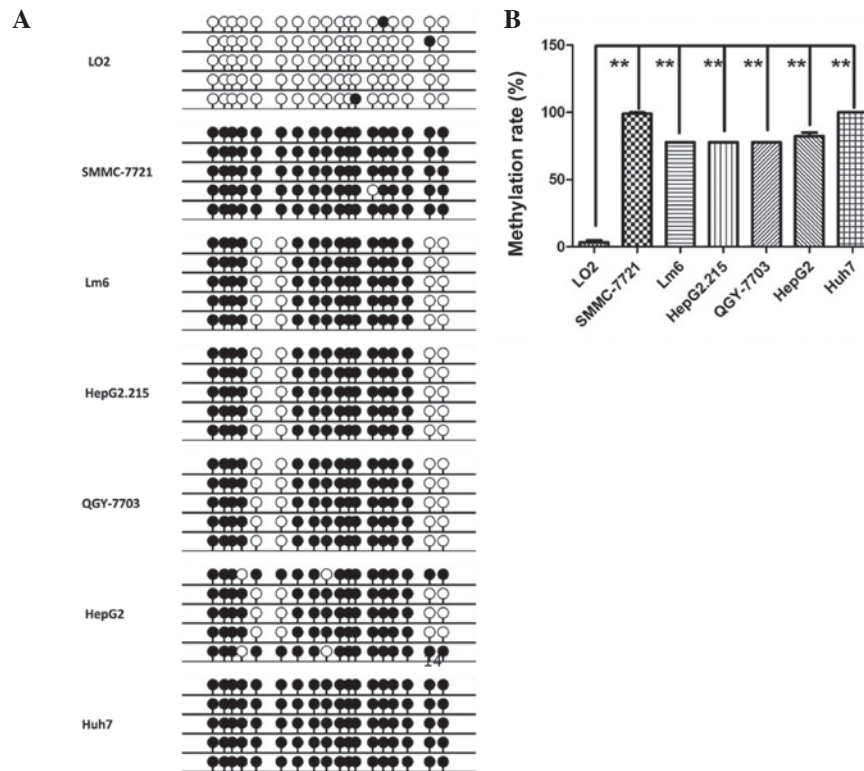 A
LO2
SMMC-7721
Lm6
HepG2.215
QGY-7703
HepG2
14
Huh7
B
Methylation rate (%)
150
100
50
0
** ** ** ** ** **
LO2
SMMC-7721
Lm6
HepG2.215
QGY-7703
HepG2
Huh7